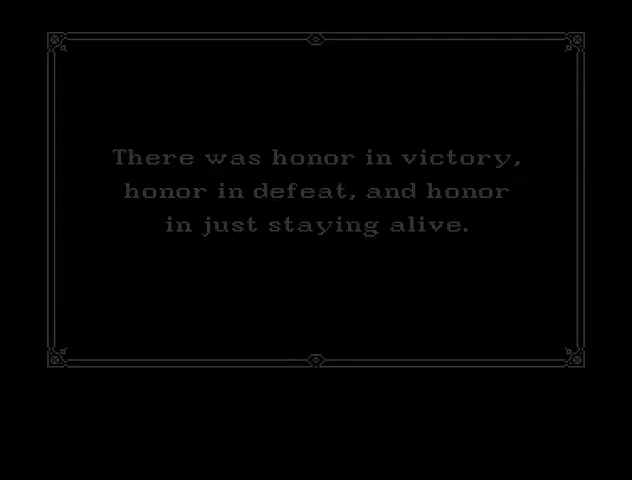 There was honor in victory,
honor in defeat, and honor
in just staying alive.